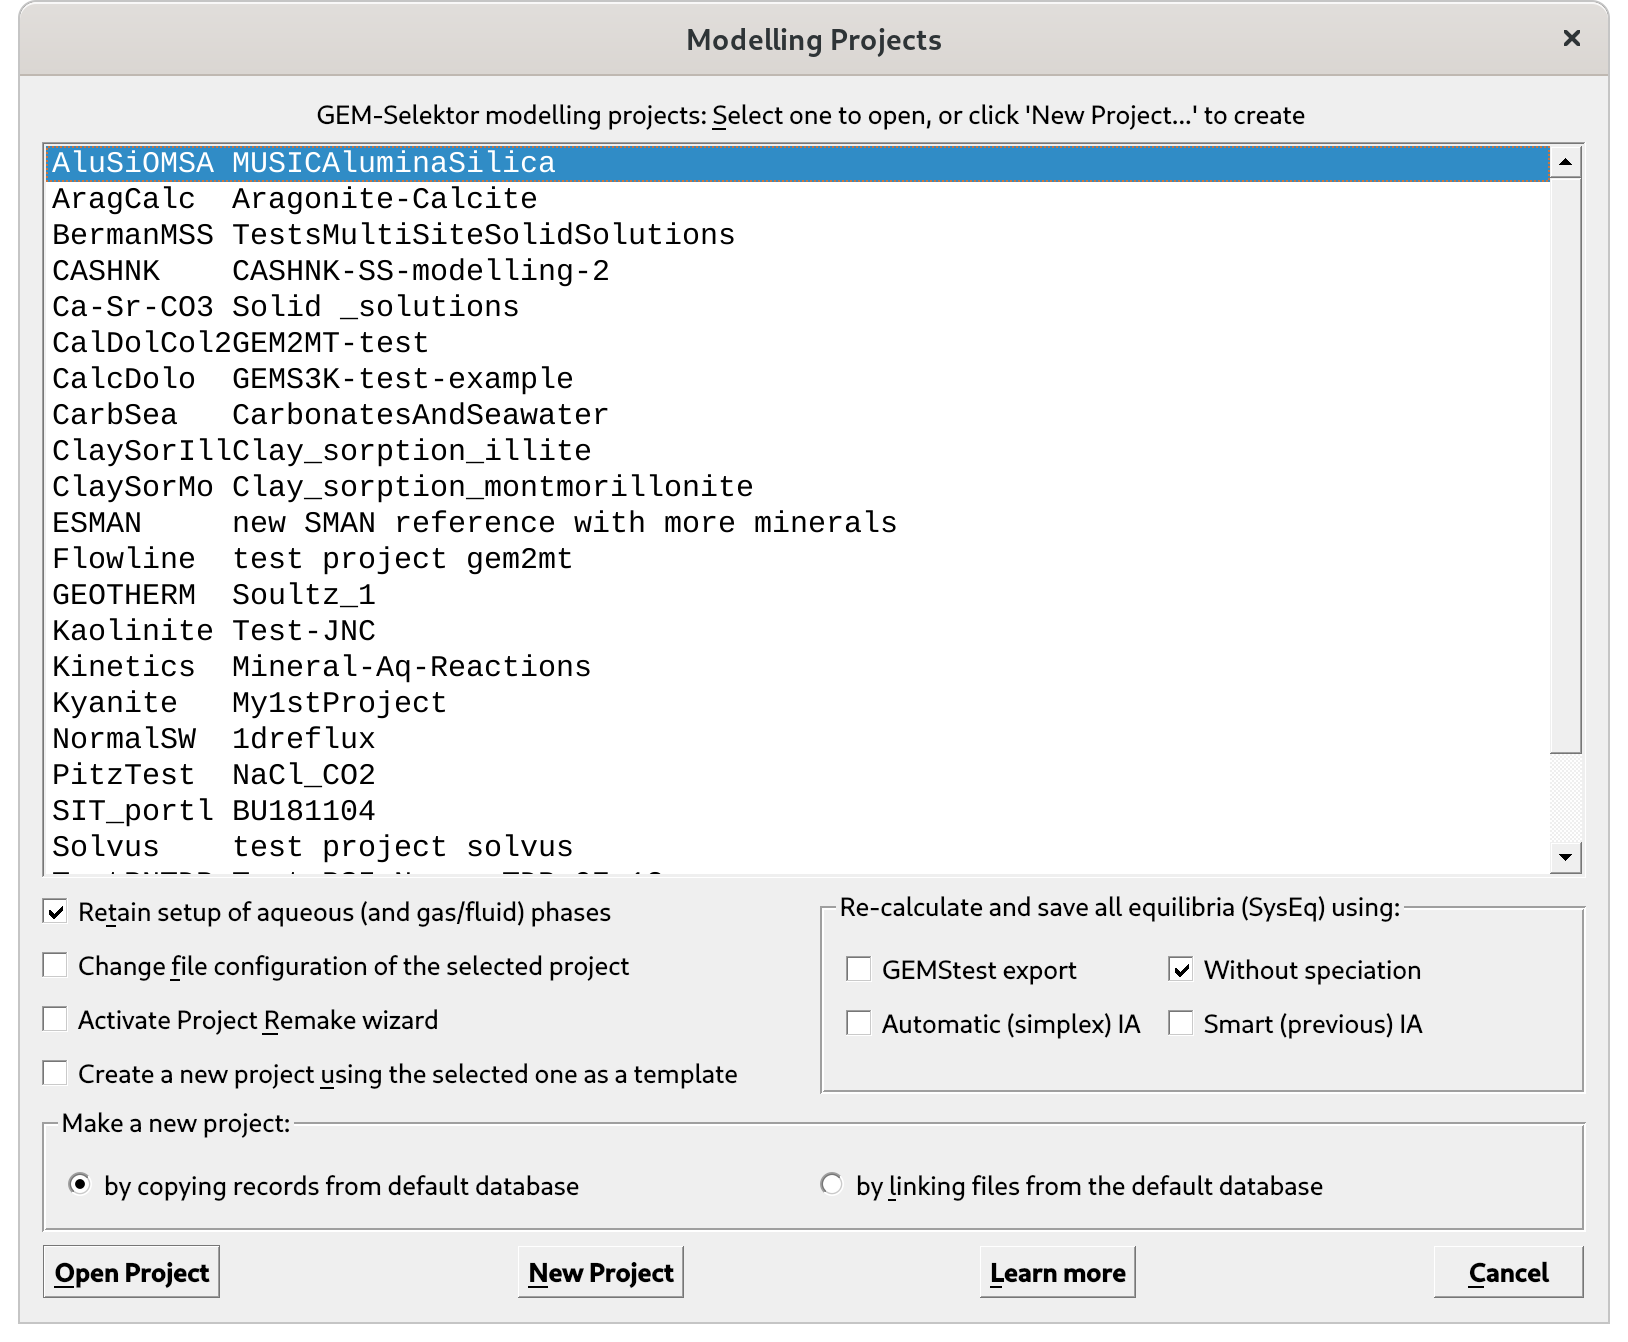 Modelling Projects
GEM-Selektor modelling projects: Select one to open, or click 'New Project...' to create
AluSiOMSA MUSICAluminaSilica
AragCalc  Aragonite-Calcite
BermanMSS TestsMultiSiteSolidSolutions
CASHNK    CASHNK-SS-modelling-2
Ca-Sr-CO3 Solid _solutions
CalDolCol2GEM2MT-test
CalcDolo  GEMS3K-test-example
CarbSea   CarbonatesAndSeawater
ClaySorIllClay_sorption_illite
ClaySorMo Clay_sorption_montmorillonite
ESMAN     new SMAN reference with more minerals
Flowline  test project gem2mt
GEOTHERM  Soultz_1
Kaolinite Test-JNC
Kinetics  Mineral-Aq-Reactions
Kyanite   My1stProject
NormalSW  1dreflux
PitzTest  NaCl_CO2
SIT_portl BU181104
Solvus    test project solvus
Retain setup of aqueous (and gas/fluid) phases
Change file configuration of the selected project
Activate Project Remake wizard
Create a new project using the selected one as a template
Re-calculate and save all equilibria (SysEq) using:
GEMStest export
Without speciation
Automatic (simplex) IA
Smart (previous) IA
Make a new project:
by copying records from default database
by linking files from the default database
Open Project
New Project
Learn more
Cancel